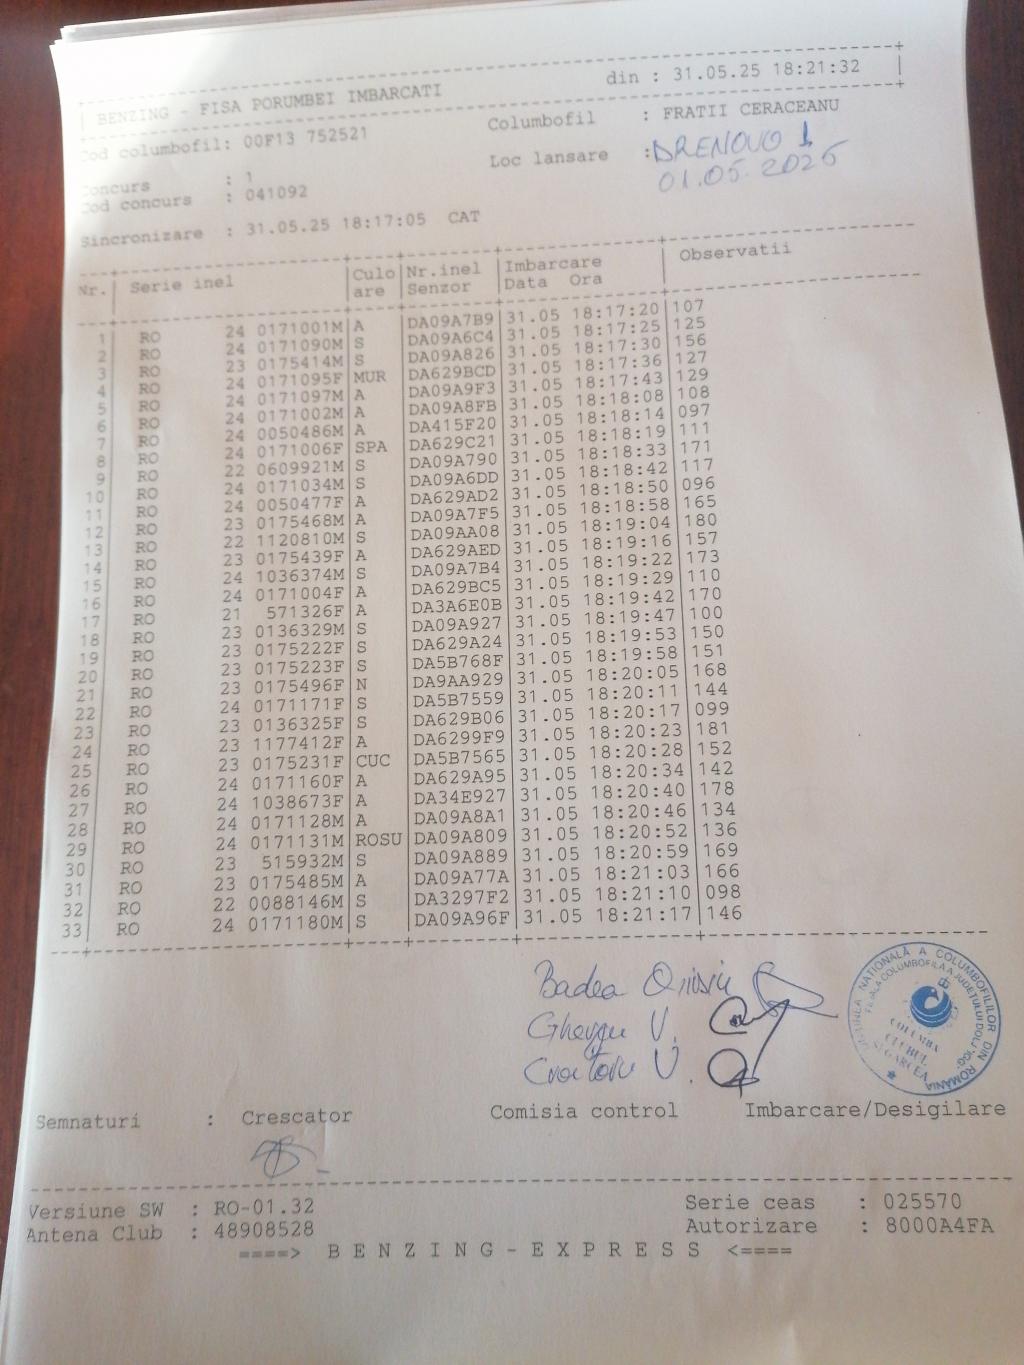 BENZING - FISA PORUMBEI IMBARCATI din : 31.05.25 18:21:32
Cod columbofil: 00F13 752521 Columbofil : FRATII CERACEANU
Loc lansare : DRENOVO 1
01.05.2025
Concurs : 1
Cod concurs : 041092
Sincronizare : 31.05.25 18:17:05 CAT
Nr. Serie inel Culoare Nr.inel Senzor Imbarcare Data Ora Observatii
1 RO 24 0171001M A DA09A7B9 31.05 18:17:20 107
2 RO 24 0171090M S DA09A6C4 31.05 18:17:25 125
3 RO 23 0175414M S DA09A826 31.05 18:17:30 156
4 RO 24 0171095F MUR DA629BCD 31.05 18:17:36 127
5 RO 24 0171097M A DA09A9F3 31.05 18:17:43 129
6 RO 24 0171002M A DA09A8FB 31.05 18:18:08 108
7 RO 24 0050486M A DA415F20 31.05 18:18:14 097
8 RO 24 0171006F SPA DA629C21 31.05 18:18:19 111
9 RO 22 0609921M S DA09A790 31.05 18:18:33 171
10 RO 24 0171034M S DA09A6DD 31.05 18:18:42 117
11 RO 24 0050477F A DA629AD2 31.05 18:18:50 096
12 RO 23 0175468M A DA09A7F5 31.05 18:18:58 165
13 RO 22 1120810M S DA09AA08 31.05 18:19:04 180
14 RO 23 0175439F A DA629AED 31.05 18:19:16 157
15 RO 24 1036374M S DA09A7B4 31.05 18:19:22 173
16 RO 24 0171004F A DA629BC5 31.05 18:19:29 110
17 RO 21 571326F A DA3A6E0B 31.05 18:19:42 170
18 RO 23 0136329M S DA09A927 31.05 18:19:47 100
19 RO 23 0175222F S DA629A24 31.05 18:19:53 150
20 RO 23 0175223F S DA5B768F 31.05 18:19:58 151
21 RO 23 0175496F N DA9AA929 31.05 18:20:05 168
22 RO 24 0171171F S DA5B7559 31.05 18:20:11 144
23 RO 23 0136325F S DA629B06 31.05 18:20:17 099
24 RO 23 1177412F A DA6299F9 31.05 18:20:23 181
25 RO 23 0175231F CUC DA5B7565 31.05 18:20:28 152
26 RO 24 0171160F A DA629A95 31.05 18:20:34 142
27 RO 24 1038673F A DA34E927 31.05 18:20:40 178
28 RO 24 0171128M A DA09A8A1 31.05 18:20:46 134
29 RO 24 0171131M ROSU DA09A809 31.05 18:20:52 136
30 RO 23 515932M S DA09A889 31.05 18:20:59 169
31 RO 23 0175485M A DA09A77A 31.05 18:21:03 166
32 RO 22 0088146M S DA3297F2 31.05 18:21:10 098
33 RO 24 0171180M S DA09A96F 31.05 18:21:17 146
Badea
V.
V.
UNIUNEA NAȚIONALĂ A COLUMBOFILILOR DIN ROMÂNIA
FILIALA COLUMBOFILĂ A JUDEȚULUI DOLJ
COLUMBA
CLUBUL
SEGARCEA
Semnaturi : Crescator Comisia control Imbarcare/Desigilare
Versiune SW : RO-01.32 Serie ceas : 025570
Antena Club : 48908528 Autorizare : 8000A4FA
====> B E N Z I N G - E X P R E S S <====